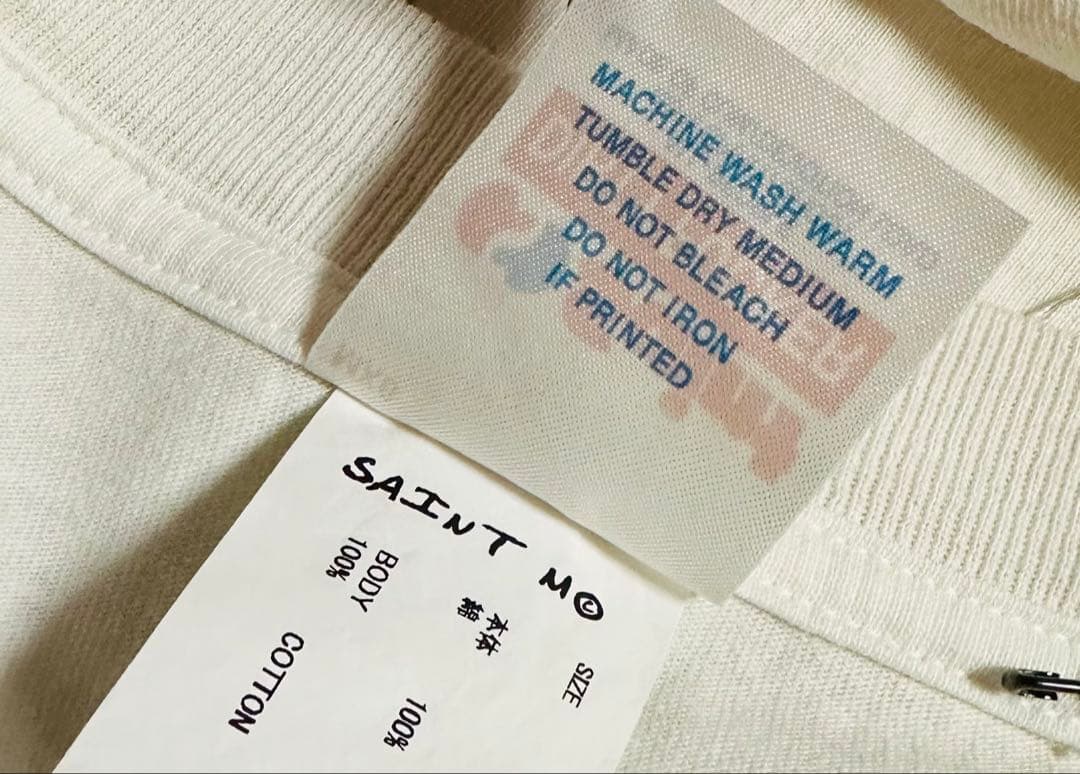 MACHINE WASH WARM
TUMBLE DRY MEDIUM
DO NOT BLEACH
DO NOT IRON
IF PRINTED
SAINT M
SIZE
本体 100%
綿
BODY
100% COTTON